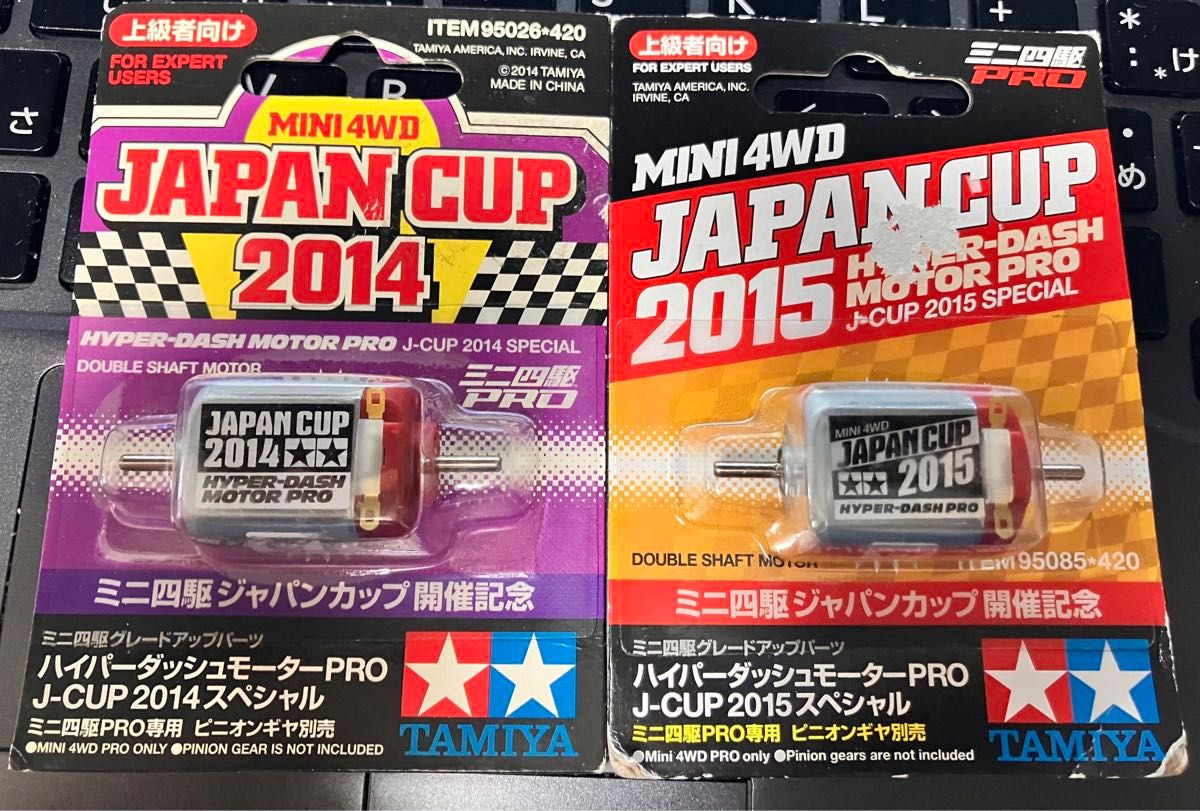 上級者向け
FOR EXPERT
USERS
ITEM 95026*420
TAMIYA AMERICA, INC. IRVINE, CA
©2014 TAMIYA
MADE IN CHINA
MINI 4WD
JAPAN CUP
2014
HYPER-DASH MOTOR PRO J-CUP 2014 SPECIAL
DOUBLE SHAFT MOTOR
ミニ四駆
PRO
JAPAN CUP
2014
HYPER-DASH
MOTOR PRO
ミニ四駆 ジャパンカップ 開催記念
ミニ四駆グレードアップパーツ
ハイパーダッシュモーターPRO
J-CUP 2014 スペシャル
ミニ四駆PRO専用 ピニオンギヤ別売
●MINI 4WD PRO ONLY ●PINION GEAR IS NOT INCLUDED
TAMIYA
上級者向け
FOR EXPERT USERS
TAMIYA AMERICA, INC.
IRVINE, CA
ミニ四駆
PRO
MINI 4WD
JAPAN CUP
2015
HYPER-DASH
MOTOR PRO
J-CUP 2015 SPECIAL
MINI 4WD
JAPAN CUP
2015
HYPER-DASH PRO
DOUBLE SHAFT MOTOR
ITEM 95085*420
ミニ四駆 ジャパンカップ 開催記念
ミニ四駆グレードアップパーツ
ハイパーダッシュモーターPRO
J-CUP 2015 スペシャル
ミニ四駆PRO専用 ピニオンギヤ別売
●Mini 4WD PRO only ●Pinion gears are not included
TAMIYA
さ
V
B
K
L
+
*
:
*け
め